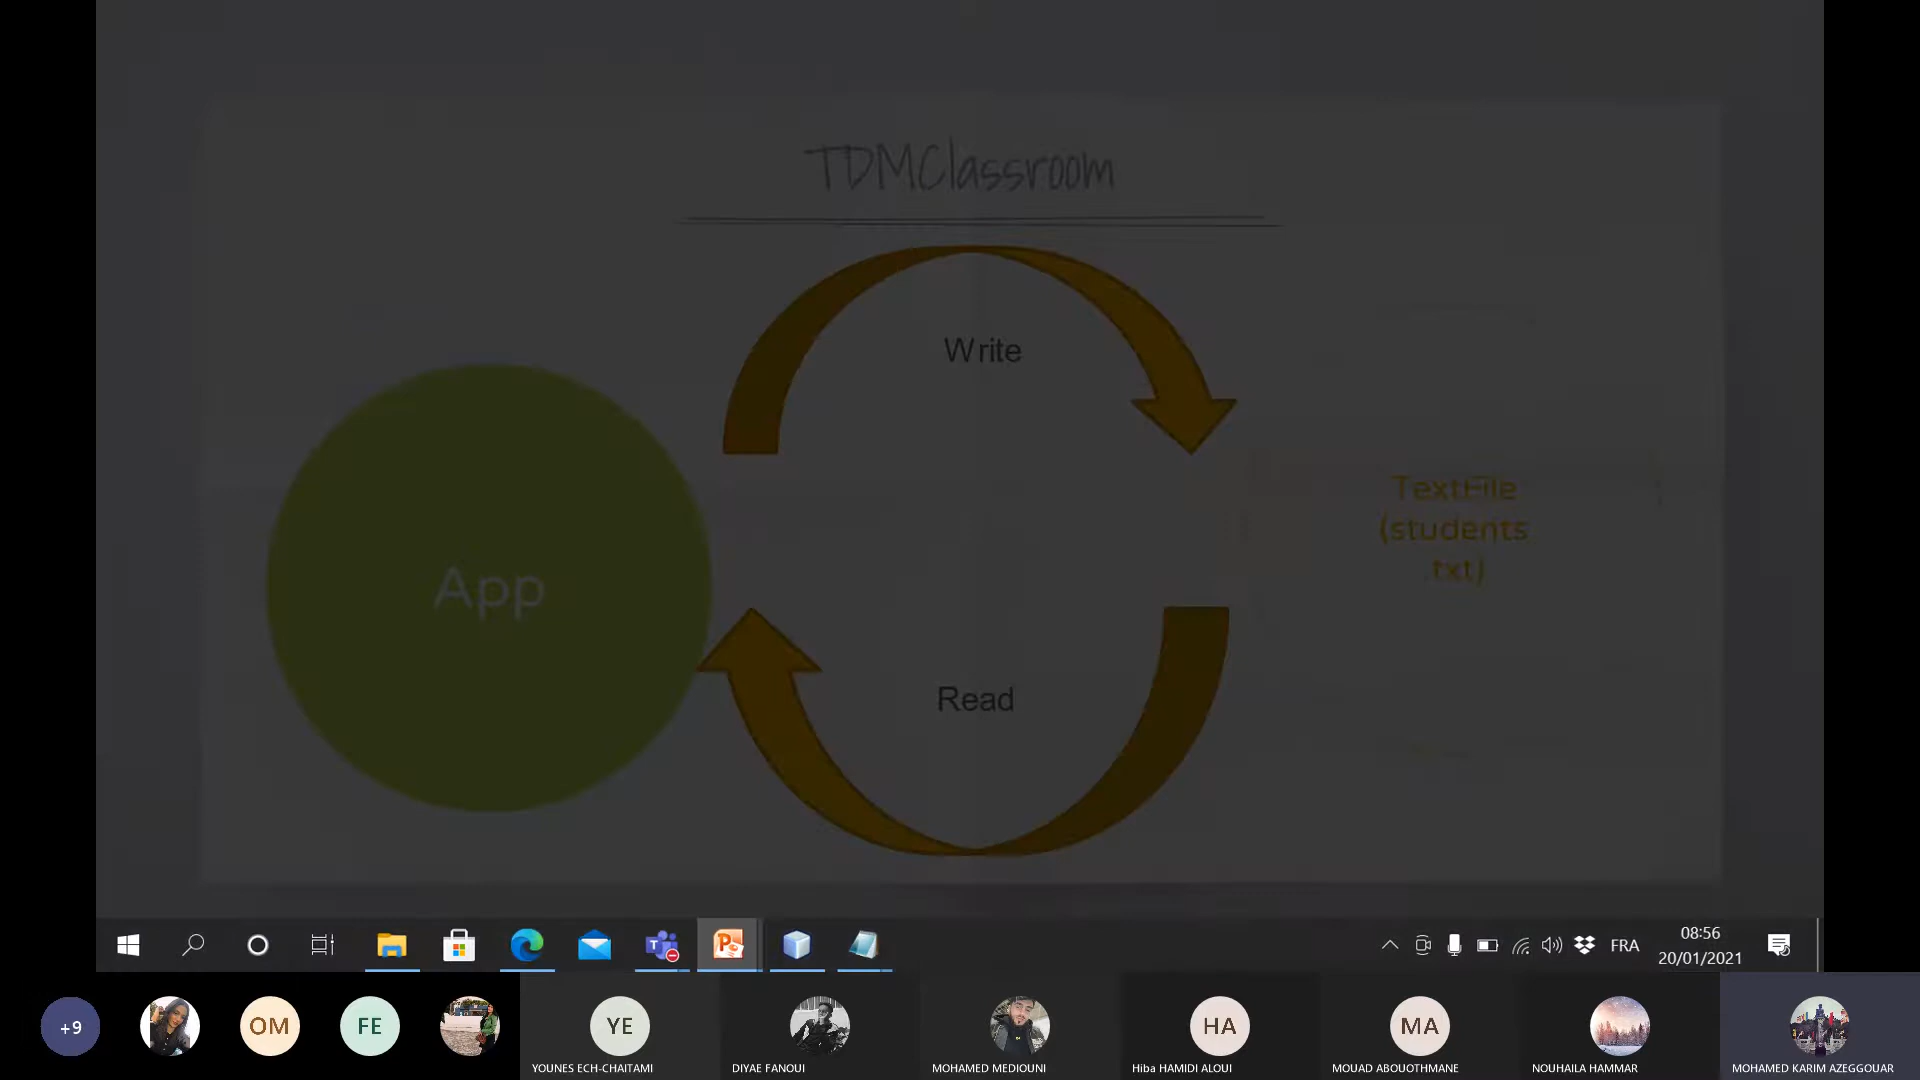 TDMClassroom
Write
App
TextFile
(students
txt)
Read
FRA
08:56
20/01/2021
+9
OM
FE
YE
HA
MA
YOUNES ECH-CHAITAMI
DIYAE FANOUI
MOHAMED MEDIOUNI
Hiba HAMIDI ALOUI
MOUAD ABOUOTHMANE
NOUHAILA HAMMAR
MOHAMED KARIM AZEGGOUAR